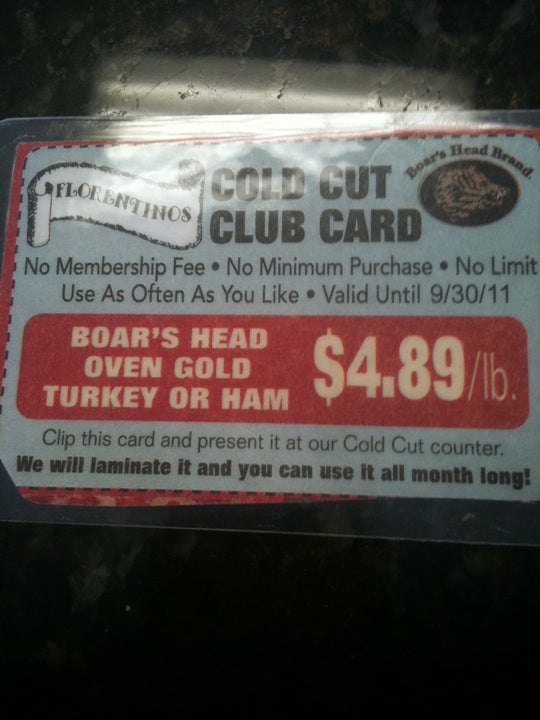 FLORENTINOS
COLD CUT
CLUB CARD
Boar's Head Brand
No Membership Fee • No Minimum Purchase • No Limit
Use As Often As You Like • Valid Until 9/30/11
BOAR'S HEAD
OVEN GOLD
TURKEY OR HAM
$4.89/lb.
Clip this card and present it at our Cold Cut counter.
We will laminate it and you can use it all month long!